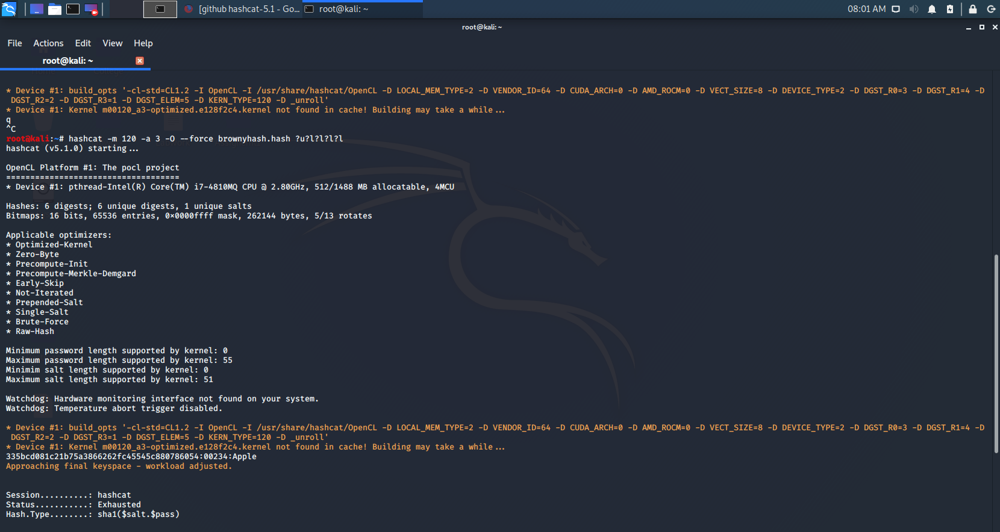 [github hashcat-5.1 - Go...
root@kali: ~
08:01 AM
root@kali: ~
File Actions Edit View Help
root@kali: ~
* Device #1: build_opts '-cl-std=CL1.2 -I OpenCL -I /usr/share/hashcat/OpenCL -D LOCAL_MEM_TYPE=2 -D VENDOR_ID=64 -D CUDA_ARCH=0 -D AMD_ROCM=0 -D VECT_SIZE=8 -D DEVICE_TYPE=2 -D DGST_R0=3 -D DGST_R1=4 -D
DGST_R2=2 -D DGST_R3=1 -D DGST_ELEM=5 -D KERN_TYPE=120 -D _unroll'
* Device #1: Kernel m00120_a3-optimized.e128f2c4.kernel not found in cache! Building may take a while...
q
^C
root@kali:~# hashcat -m 120 -a 3 -O --force brownyhash.hash ?u?l?l?l?l
hashcat (v5.1.0) starting...
OpenCL Platform #1: The pocl project
====================================
* Device #1: pthread-Intel(R) Core(TM) i7-4810MQ CPU @ 2.80GHz, 512/1488 MB allocatable, 4MCU
Hashes: 6 digests; 6 unique digests, 1 unique salts
Bitmaps: 16 bits, 65536 entries, 0x0000ffff mask, 262144 bytes, 5/13 rotates
Applicable optimizers:
* Optimized-Kernel
* Zero-Byte
* Precompute-Init
* Precompute-Merkle-Demgard
* Early-Skip
* Not-Iterated
* Prepended-Salt
* Single-Salt
* Brute-Force
* Raw-Hash
Minimum password length supported by kernel: 0
Maximum password length supported by kernel: 55
Minimim salt length supported by kernel: 0
Maximum salt length supported by kernel: 51
Watchdog: Hardware monitoring interface not found on your system.
Watchdog: Temperature abort trigger disabled.
* Device #1: build_opts '-cl-std=CL1.2 -I OpenCL -I /usr/share/hashcat/OpenCL -D LOCAL_MEM_TYPE=2 -D VENDOR_ID=64 -D CUDA_ARCH=0 -D AMD_ROCM=0 -D VECT_SIZE=8 -D DEVICE_TYPE=2 -D DGST_R0=3 -D DGST_R1=4 -D
DGST_R2=2 -D DGST_R3=1 -D DGST_ELEM=5 -D KERN_TYPE=120 -D _unroll'
* Device #1: Kernel m00120_a3-optimized.e128f2c4.kernel not found in cache! Building may take a while...
335bcd081c21b75a3866262fc45545c880786054:00234:Apple
Approaching final keyspace - workload adjusted.
Session..........: hashcat
Status...........: Exhausted
Hash.Type........: sha1($salt.$pass)